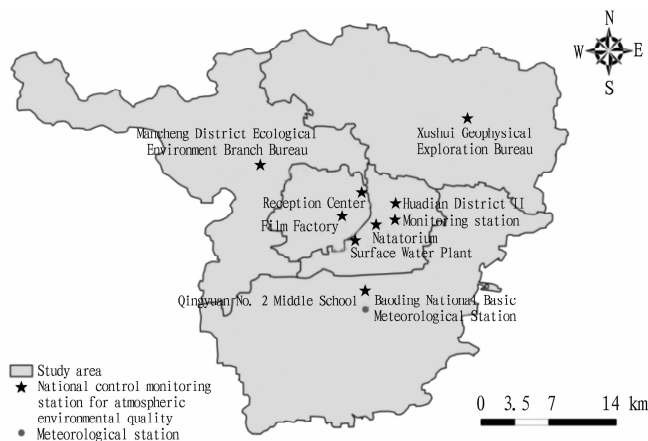 N
W E
S
Mancheng District Ecological
Environment Branch Bureau
Xushui Geophysical
Exploration Bureau
Reception Center
Huadian District II
Film Factory
Monitoring station
Natatorium
Surface Water Plant
Qingyuan No. 2 Middle School
Baoding National Basic
Meteorological Station
Study area
National control monitoring
station for atmospheric
environmental quality
Meteorological station
0 3.5 7 14 km